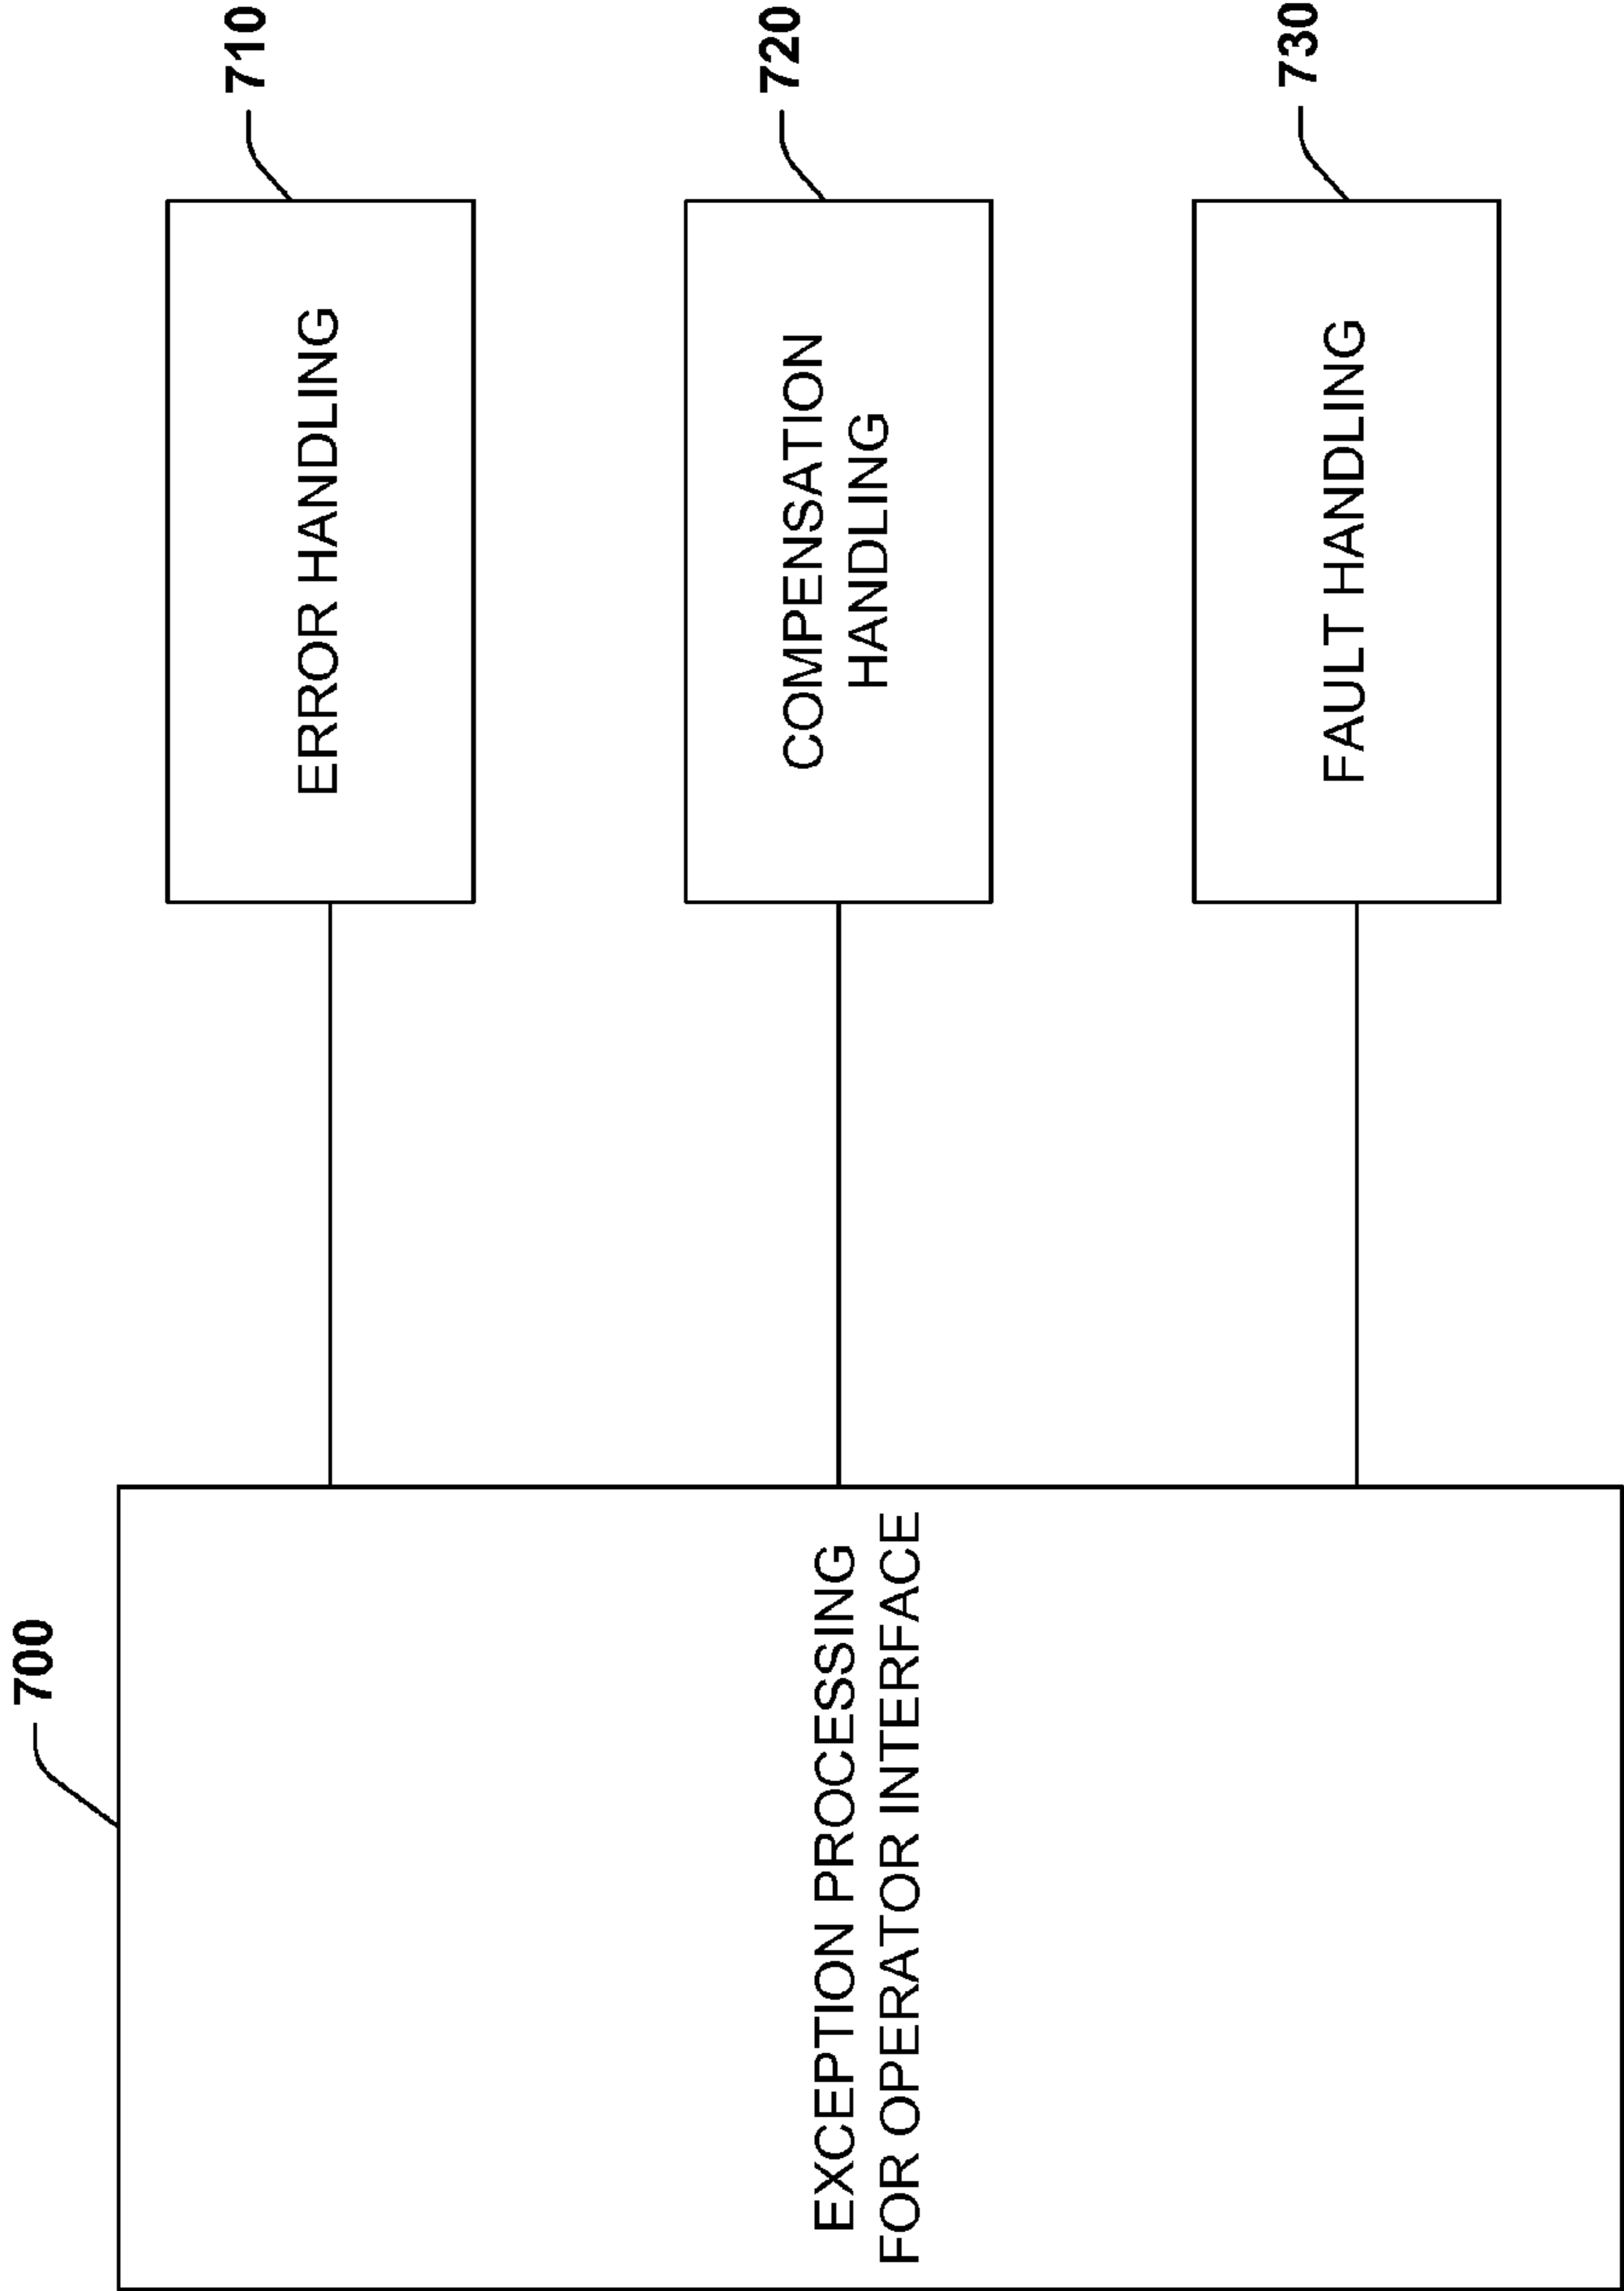 700
EXCEPTION PROCESSING
FOR OPERATOR INTERFACE
710
ERROR HANDLING
720
COMPENSATION
HANDLING
730
FAULT HANDLING